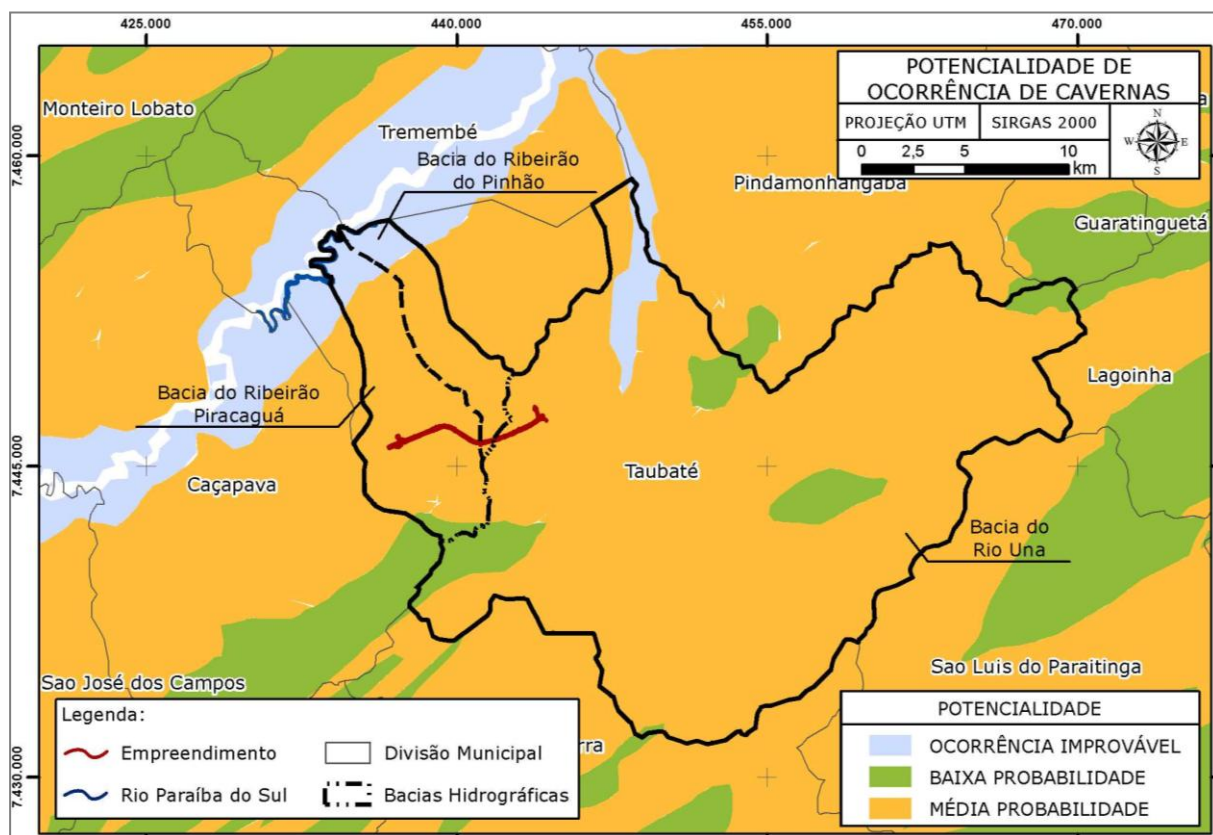 425.000 440.000 455.000 470.000
POTENCIALIDADE DE
OCORRÊNCIA DE CAVERNAS
PROJEÇÃO UTM SIRGAS 2000
0 2,5 5 10
km
N
W E
S
Monteiro Lobato
Tremembé
Bacia do Ribeirão
do Pinhão
7.460.000
Pindamonhangaba
Guaratinguetá
Lagoinha
Bacia do Ribeirão
Piracaguá
7.445.000
Caçapava
Taubaté
Bacia do
Rio Una
Sao Luis do Paraitinga
Sao José dos Campos
7.430.000
Legenda:
Empreendimento
Divisão Municipal
Rio Paraíba do Sul
Bacias Hidrográficas
POTENCIALIDADE
OCORRÊNCIA IMPROVÁVEL
BAIXA PROBABILIDADE
MÉDIA PROBABILIDADE